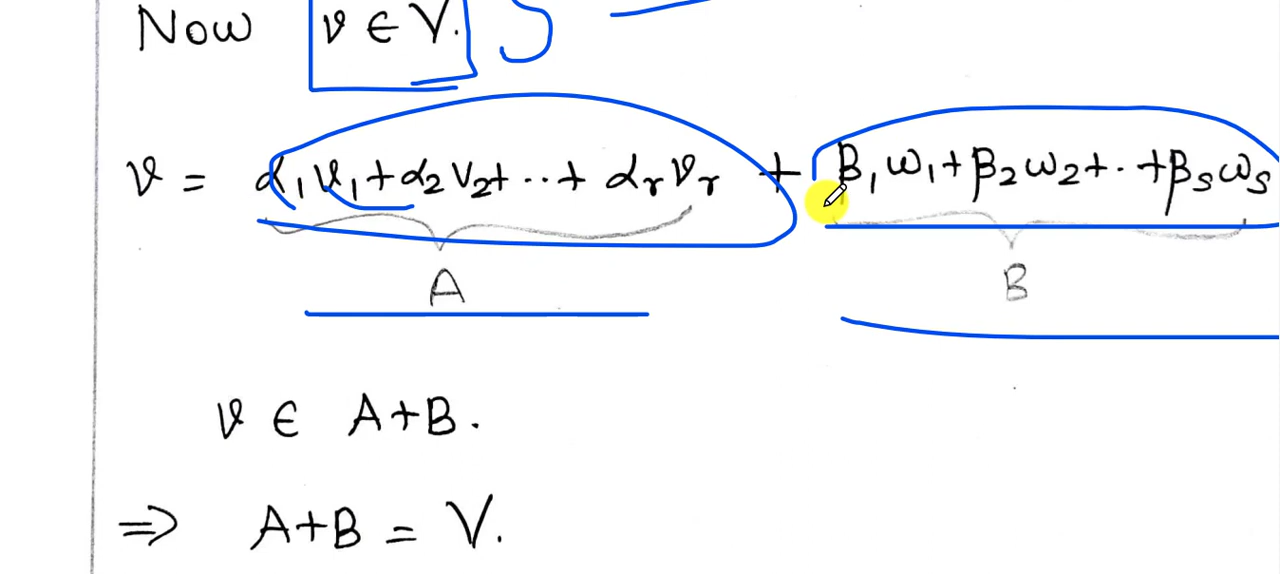 Now v ∈ V.
v = α₁v₁ + α₂v₂ + ... + αᵣvᵣ + β₁w₁ + β₂w₂ + .. + βₛwₛ
A B
v ∈ A+B.
⇒ A+B = V.